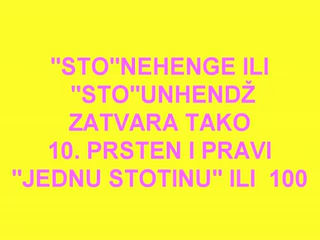 "STO"NEHENGE ILI
"STO"UNHENDŽ
ZATVARA TAKO
10. PRSTEN I PRAVI
"JEDNU STOTINU" ILI 100